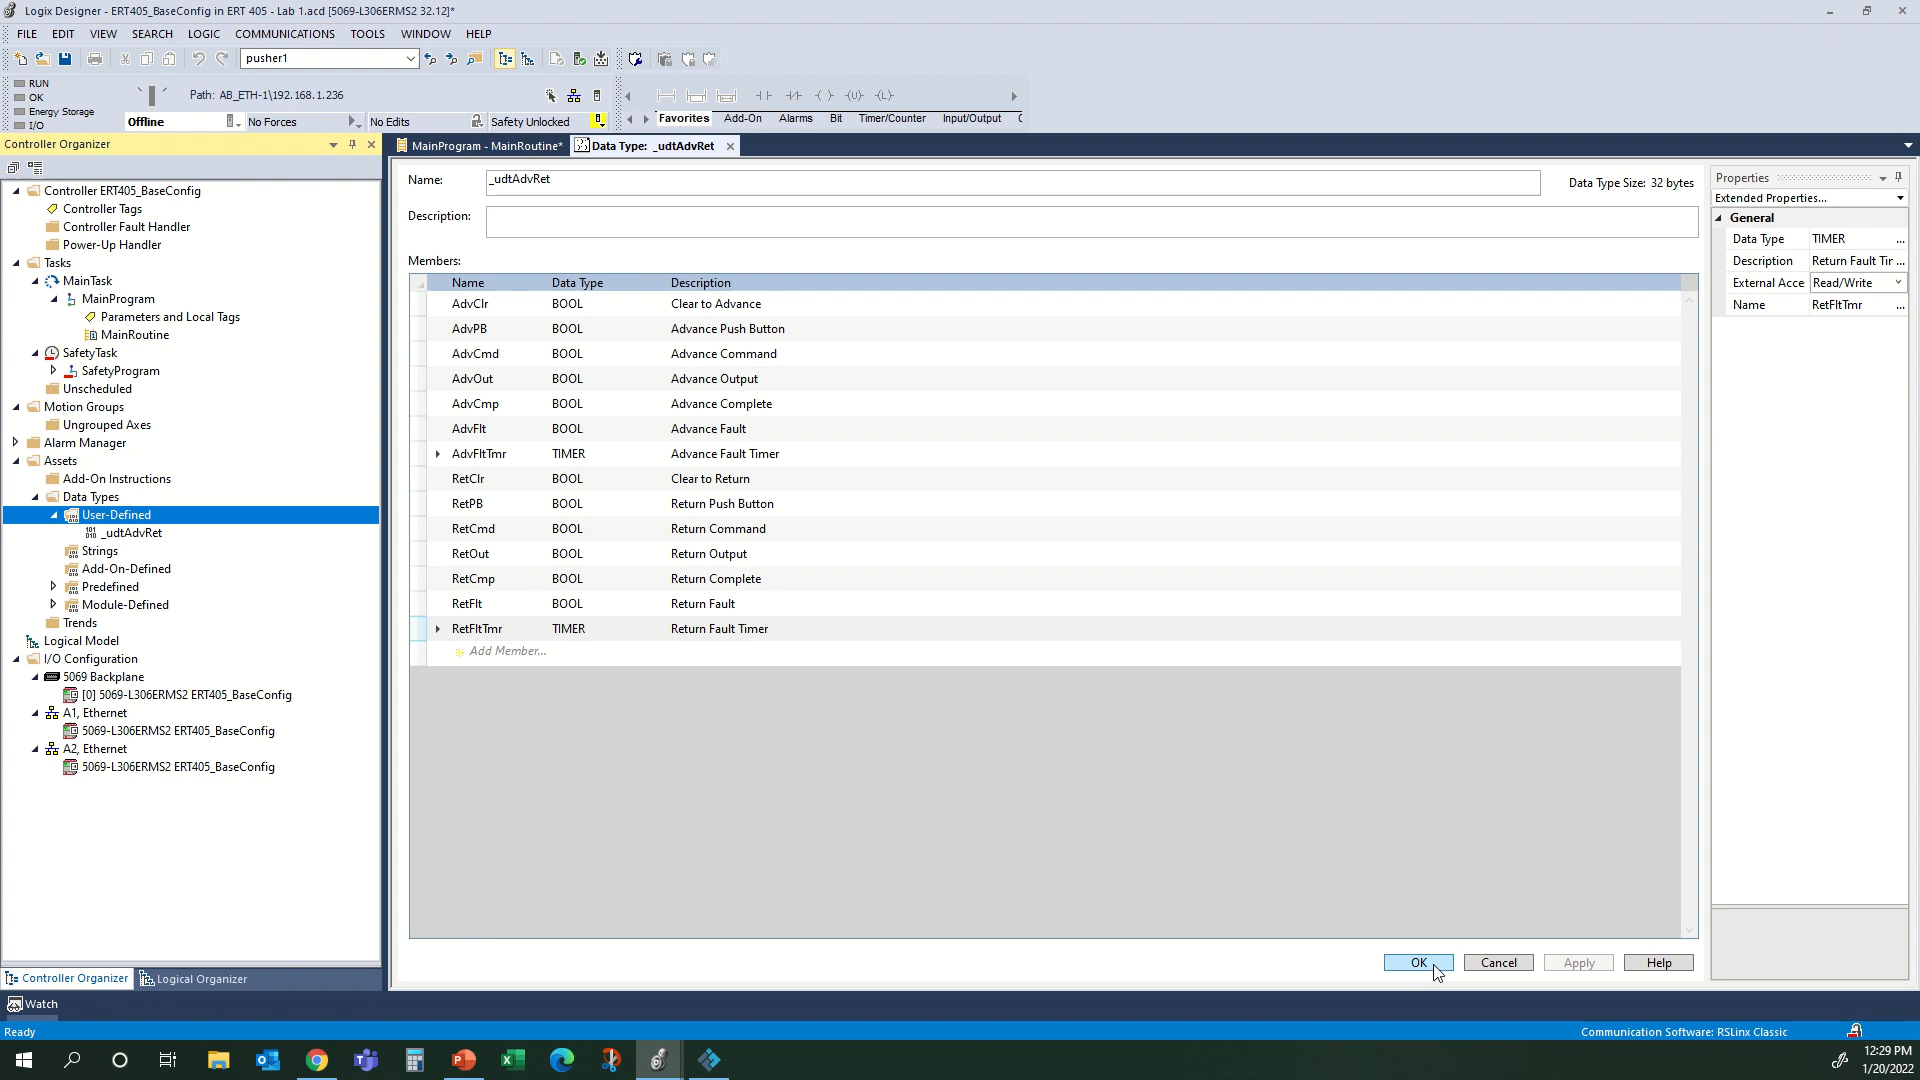 Logix Designer - ERT405_BaseConfig in ERT 405 - Lab 1.acd [5069-L306ERMS2 32.12]*
FILE EDIT VIEW SEARCH LOGIC COMMUNICATIONS TOOLS WINDOW HELP
pusher1
RUN
OK
Energy Storage
I/O
Path: AB_ETH-1\192.168.1.236
Offline No Forces No Edits Safety Unlocked
Favorites Add-On Alarms Bit Timer/Counter Input/Output
Controller Organizer
MainProgram - MainRoutine* Data Type: _udtAdvRet
Controller ERT405_BaseConfig
Controller Tags
Controller Fault Handler
Power-Up Handler
Tasks
MainTask
MainProgram
Parameters and Local Tags
MainRoutine
SafetyTask
SafetyProgram
Unscheduled
Motion Groups
Ungrouped Axes
Alarm Manager
Assets
Add-On Instructions
Data Types
User-Defined
_udtAdvRet
Strings
Add-On-Defined
Predefined
Module-Defined
Trends
Logical Model
I/O Configuration
5069 Backplane
[0] 5069-L306ERMS2 ERT405_BaseConfig
A1, Ethernet
5069-L306ERMS2 ERT405_BaseConfig
A2, Ethernet
5069-L306ERMS2 ERT405_BaseConfig
Name: _udtAdvRet Data Type Size: 32 bytes
Description:
Members:
Name Data Type Description
AdvClr BOOL Clear to Advance
AdvPB BOOL Advance Push Button
AdvCmd BOOL Advance Command
AdvOut BOOL Advance Output
AdvCmp BOOL Advance Complete
AdvFlt BOOL Advance Fault
AdvFltTmr TIMER Advance Fault Timer
RetClr BOOL Clear to Return
RetPB BOOL Return Push Button
RetCmd BOOL Return Command
RetOut BOOL Return Output
RetCmp BOOL Return Complete
RetFlt BOOL Return Fault
RetFltTmr TIMER Return Fault Timer
Add Member...
Properties
Extended Properties...
General
Data Type TIMER ...
Description Return Fault Tir ...
External Acce Read/Write
Name RetFltTmr ...
OK Cancel Apply Help
Controller Organizer Logical Organizer
Watch
Ready Communication Software: RSLinx Classic
12:29 PM
1/20/2022